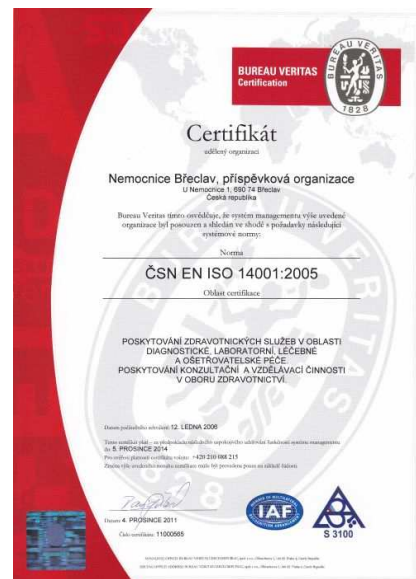 BUREAU VERITAS
Certification
BUREAU VERITAS
1828
Certifikát
udělený organizaci
Nemocnice Břeclav, příspěvková organizace
U Nemocnice 1, 690 74 Břeclav
Česká republika
Bureau Veritas tímto osvědčuje, že systém managementu výše uvedené
organizace byl posouzen a shledán ve shodě s požadavky následující
systémové normy:
Norma
ČSN EN ISO 14001:2005
Oblast certifikace
POSKYTOVÁNÍ ZDRAVOTNICKÝCH SLUŽEB V OBLASTI
DIAGNOSTICKÉ, LABORATORNÍ, LÉČEBNÉ
A OŠETŘOVATELSKÉ PÉČE.
POSKYTOVÁNÍ KONZULTAČNÍ A VZDĚLÁVACÍ ČINNOSTI
V OBORU ZDRAVOTNICTVÍ.
12. LEDNA 2006
do 5. PROSINCE 2014
+420 210 088 215
Datum: 4. PROSINCE 2011
Číslo certifikátu: 11000565
IAF
S 3100